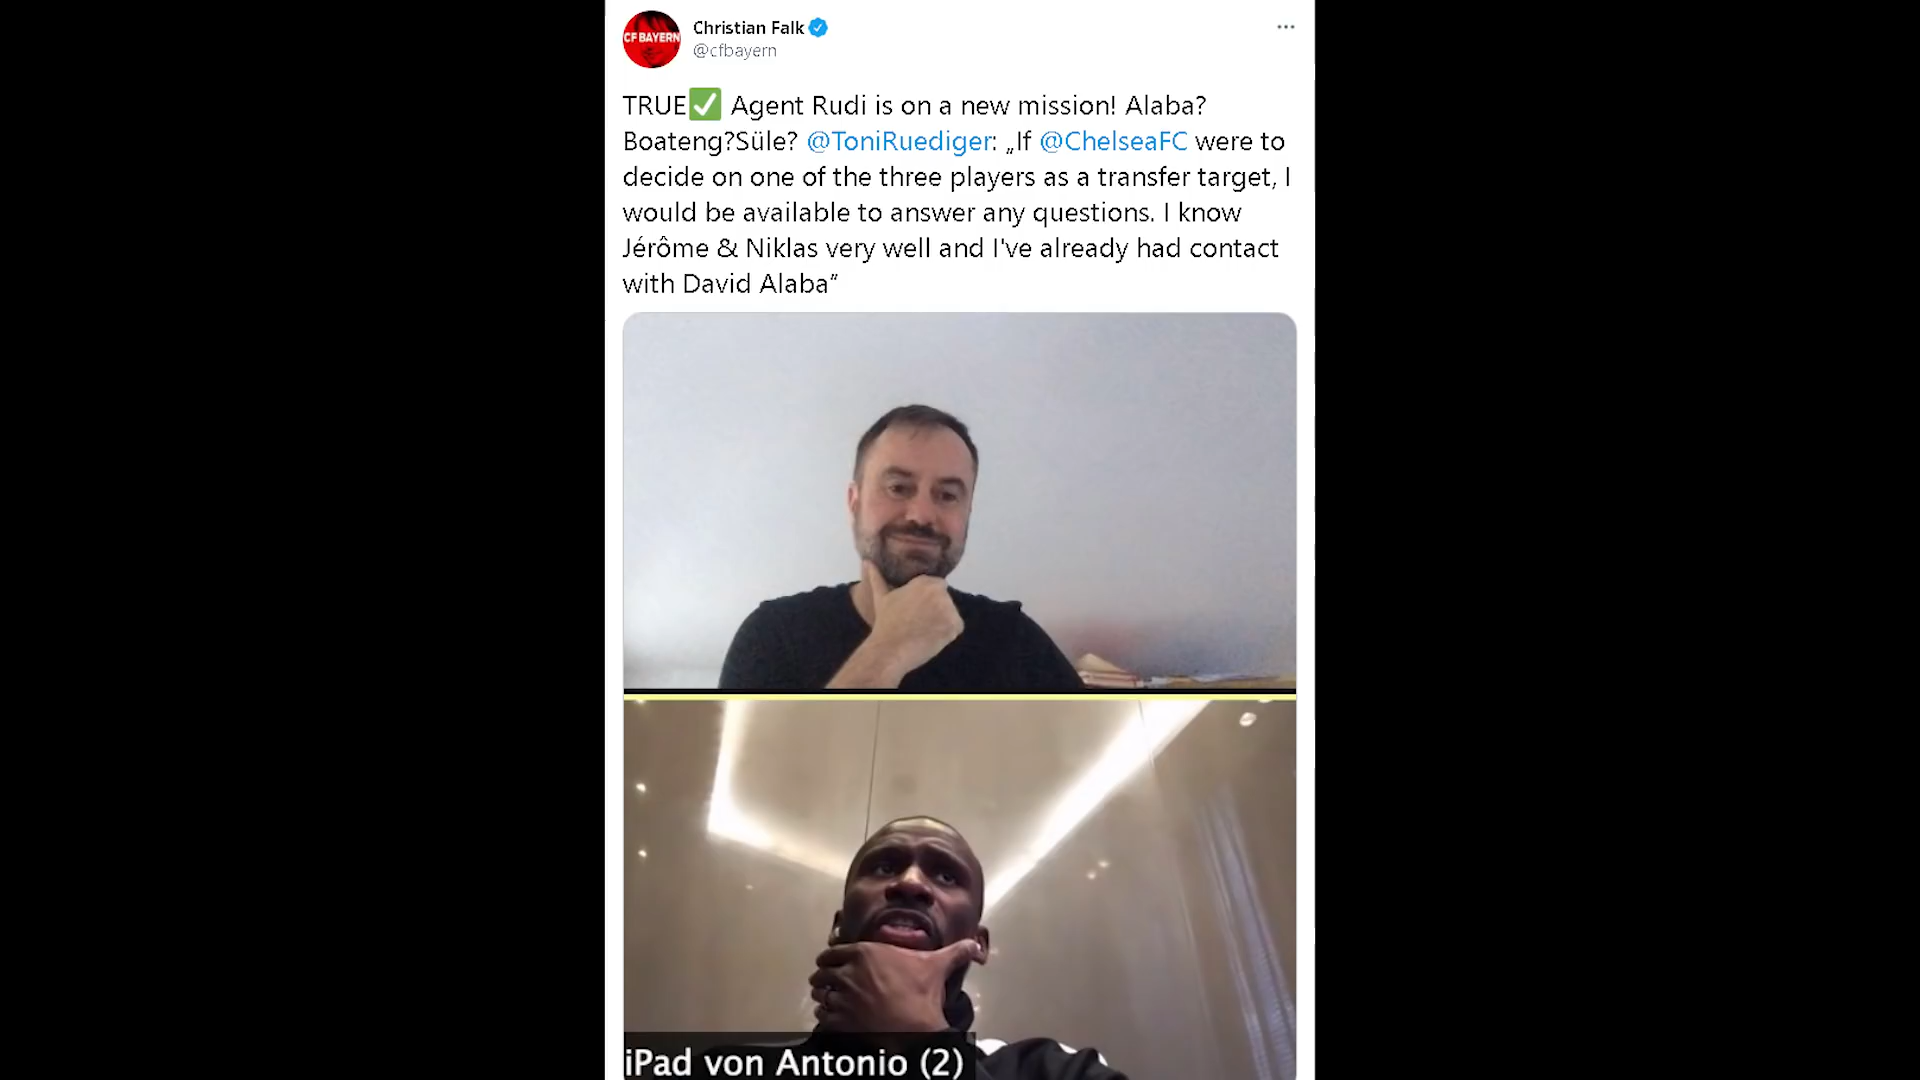 CF BAYERN
Christian Falk
@cfbayern
TRUE✅ Agent Rudi is on a new mission! Alaba?
Boateng?Süle? @ToniRuediger: „If @ChelseaFC were to
decide on one of the three players as a transfer target, I
would be available to answer any questions. I know
Jérôme & Niklas very well and I've already had contact
with David Alaba“
iPad von Antonio (2)